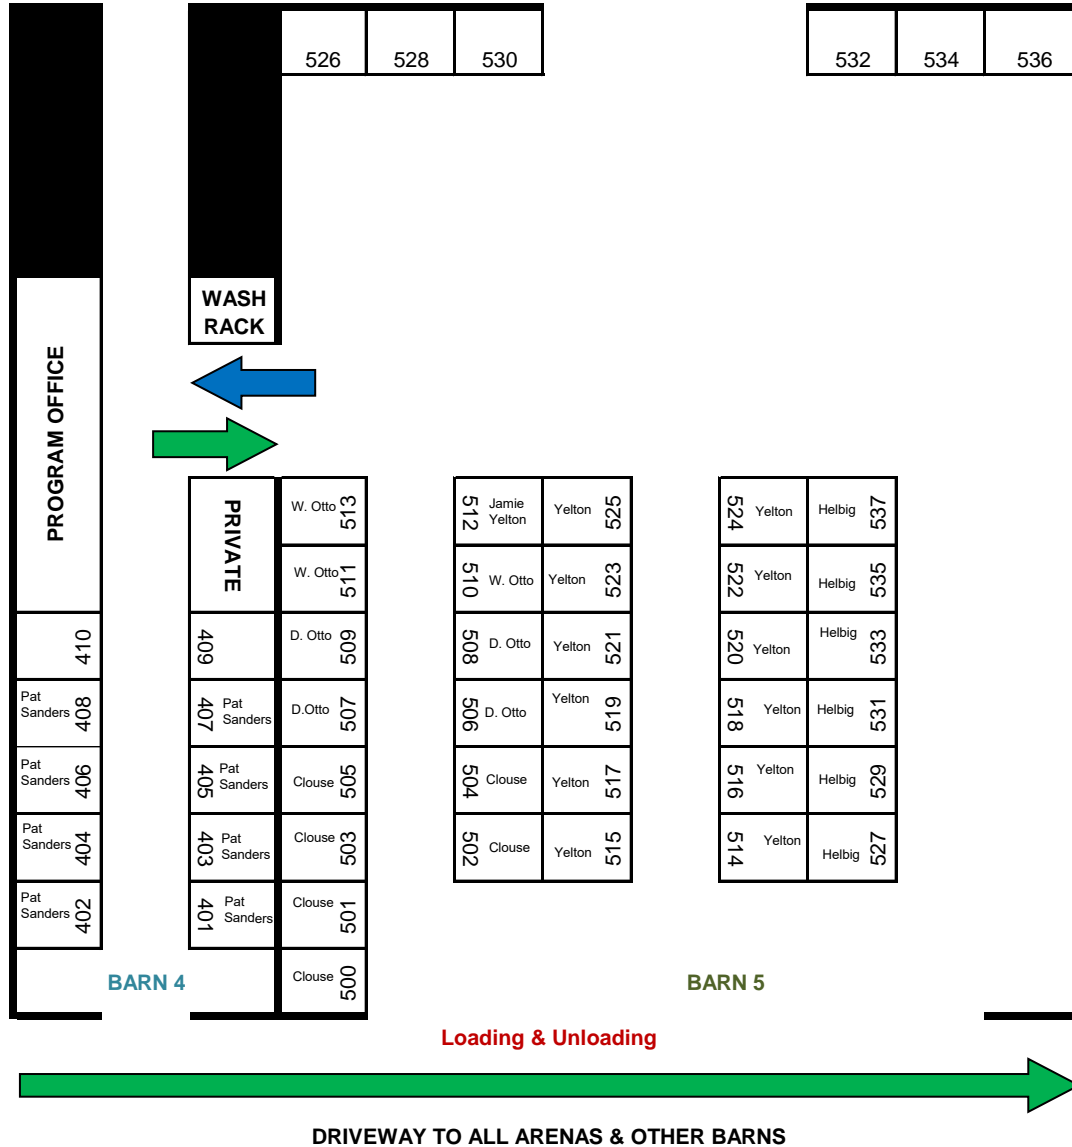 526 528 530 532 534 536
WASH
RACK
PROGRAM OFFICE
PRIVATE
W. Otto 513
512 Jamie
Yelton
Yelton 525
524 Yelton
Helbig 537
W. Otto 511
510 W. Otto
Yelton 523
522 Yelton
Helbig 535
410
409
D. Otto 509
508 D. Otto
Yelton 521
520 Yelton
Helbig 533
Pat
Sanders 408
407 Pat
Sanders
D.Otto 507
506 D. Otto
Yelton 519
518 Yelton
Helbig 531
Pat
Sanders 406
405 Pat
Sanders
Clouse 505
504 Clouse
Yelton 517
516 Yelton
Helbig 529
Pat
Sanders 404
403 Pat
Sanders
Clouse 503
502 Clouse
Yelton 515
514 Yelton
Helbig 527
Pat
Sanders 402
401 Pat
Sanders
Clouse 501
Clouse 500
BARN 4
BARN 5
Loading & Unloading
DRIVEWAY TO ALL ARENAS & OTHER BARNS